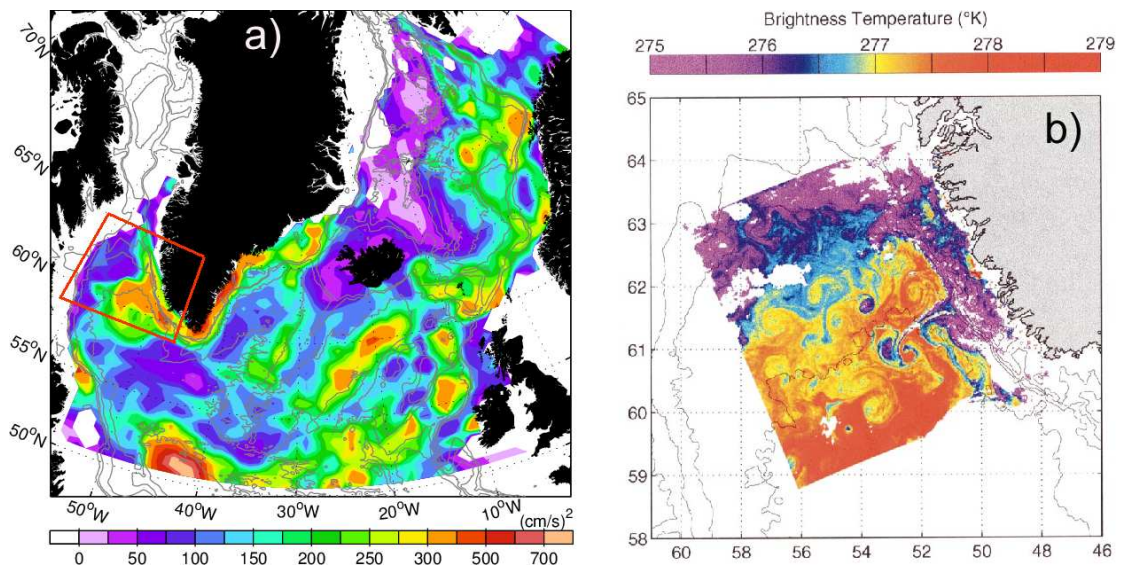 a)
70°N
65°N
60°N
55°N
50°N
50°W 40°W 30°W 20°W 10°W
(cm/s)²
0 50 100 150 200 250 300 500 700
Brightness Temperature (°K)
275 276 277 278 279
b)
65
64
63
62
61
60
59
58
60 58 56 54 52 50 48 46